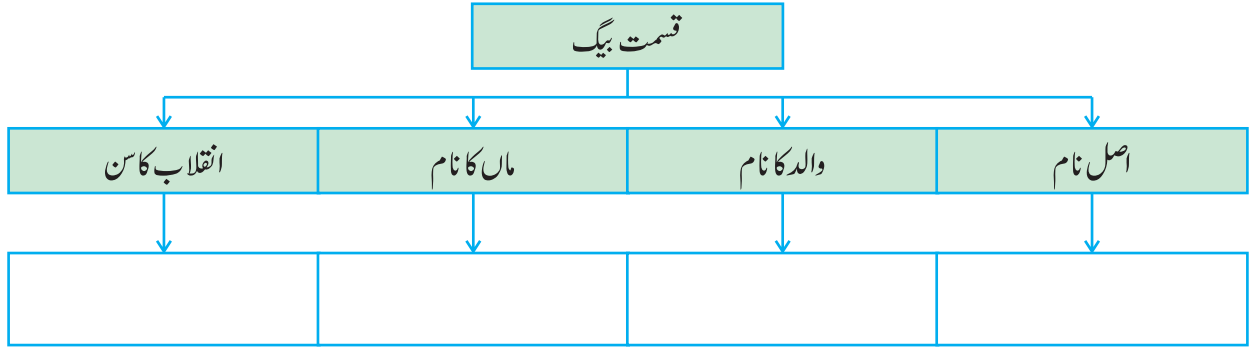 قسمت بیگ
اصل نام
والد کا نام
ماں کا نام
انقلاب کا سن